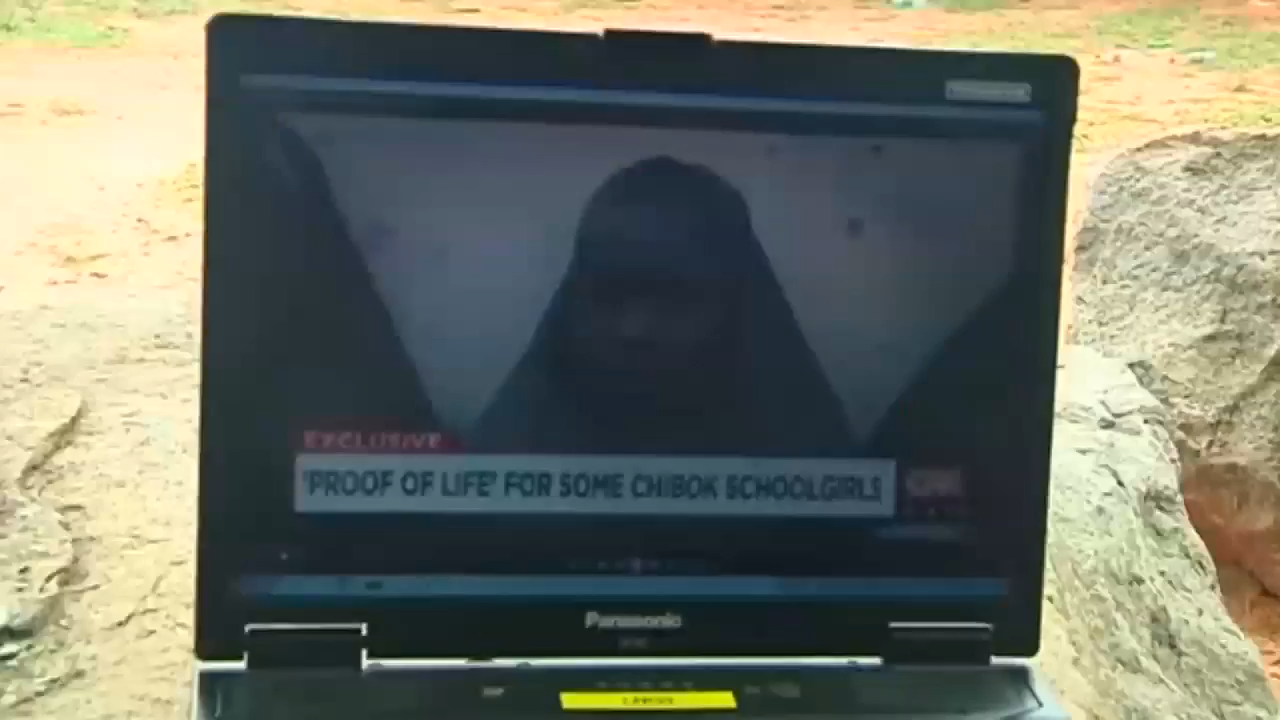 EXCLUSIVE
'PROOF OF LIFE' FOR SOME CHIBOK SCHOOLGIRLS
CNN
Panasonic